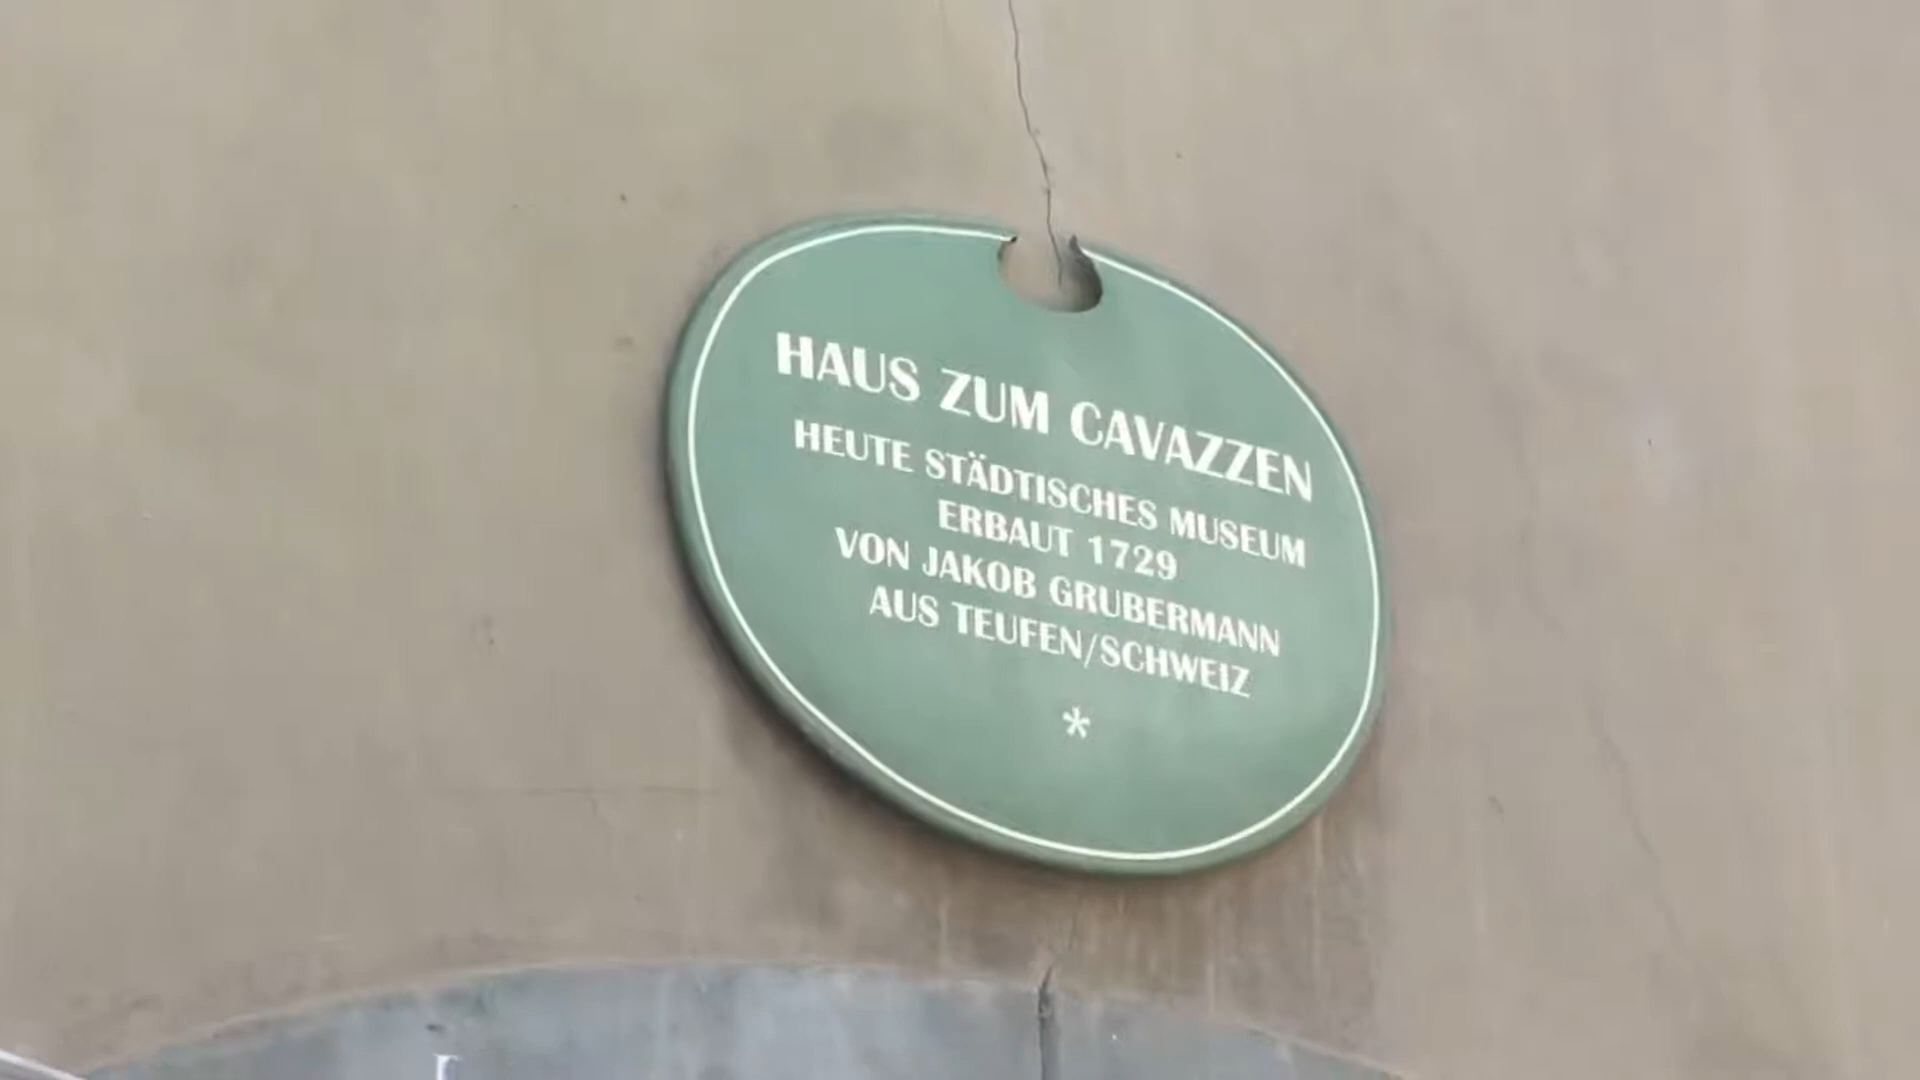 HAUS ZUM CAVAZZEN
HEUTE STÄDTISCHES MUSEUM
ERBAUT 1729
VON JAKOB GRUBERMANN
AUS TEUFEN/SCHWEIZ
*